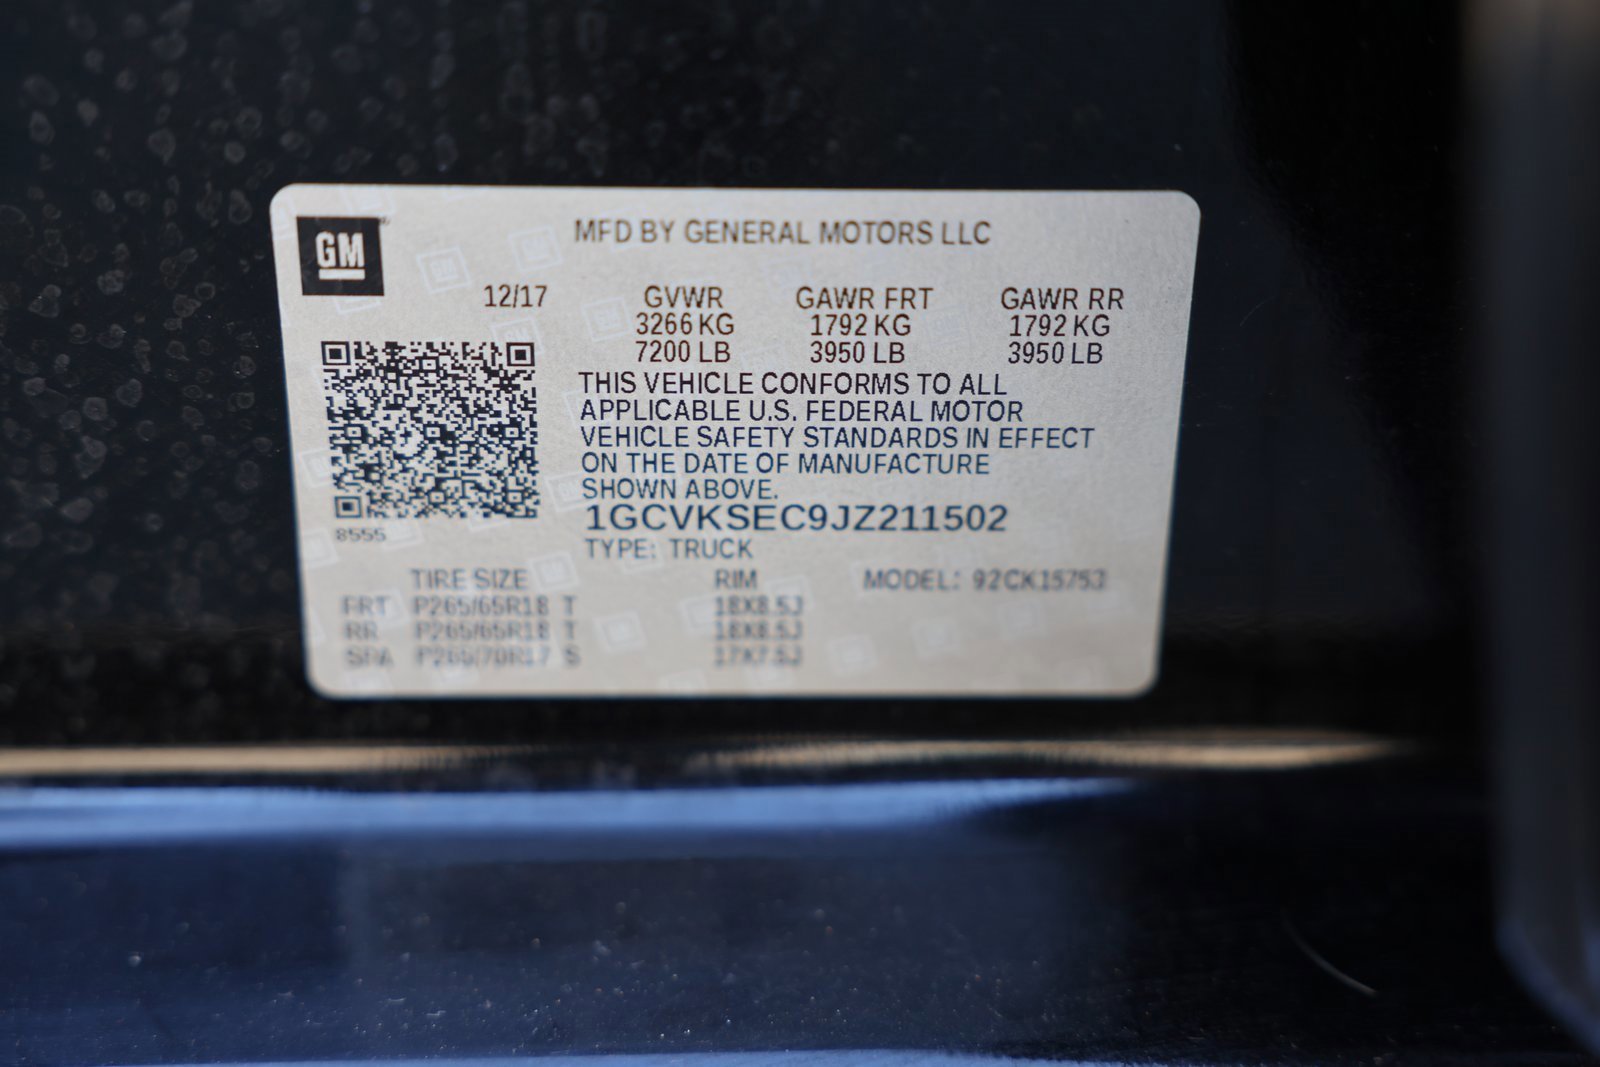 GM
MFD BY GENERAL MOTORS LLC
12/17 GVWR GAWR FRT GAWR RR
3266 KG 1792 KG 1792 KG
7200 LB 3950 LB 3950 LB
THIS VEHICLE CONFORMS TO ALL
APPLICABLE U.S. FEDERAL MOTOR
VEHICLE SAFETY STANDARDS IN EFFECT
ON THE DATE OF MANUFACTURE
SHOWN ABOVE.
1GCVKSEC9JZ211502
8555
TYPE: TRUCK
TIRE SIZE RIM MODEL: 92CK15753
FRT P265/65R18 T 18X8.5J
RR P265/65R18 T 18X8.5J
SPA P265/70R17 S 17X7.5J